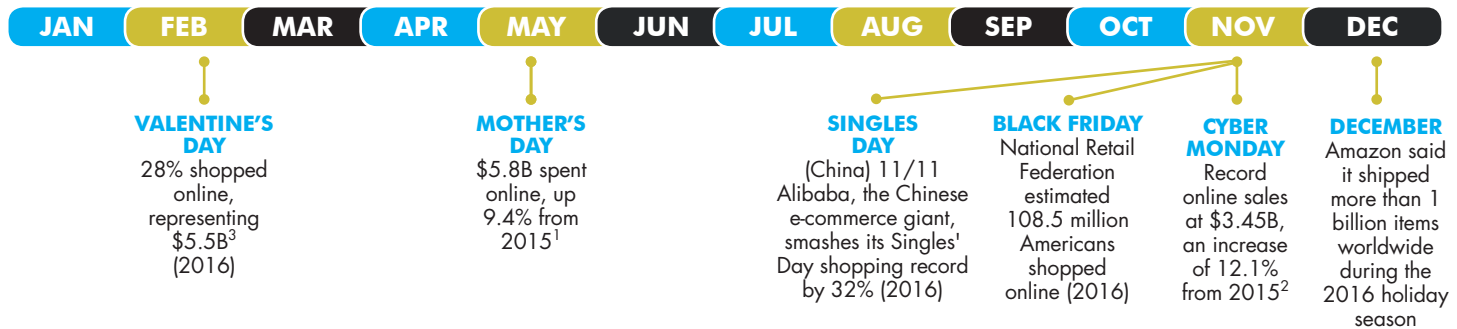 JAN FEB MAR APR MAY JUN JUL AUG SEP OCT NOV DEC
VALENTINE'S
DAY
28% shopped
online,
representing
$5.5B3
(2016)
MOTHER'S
DAY
$5.8B spent
online, up
9.4% from
20151
SINGLES
DAY
(China) 11/11
Alibaba, the Chinese
e-commerce giant,
smashes its Singles'
Day shopping record
by 32% (2016)
BLACK FRIDAY
National Retail
Federation
estimated
108.5 million
Americans
shopped
online (2016)
CYBER
MONDAY
Record
online sales
at $3.45B,
an increase
of 12.1%
from 20152
DECEMBER
Amazon said
it shipped
more than 1
billion items
worldwide
during the
2016 holiday
season